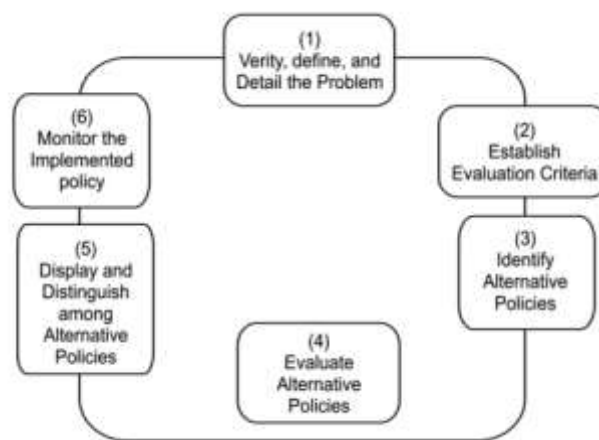 (1)
Verity, define, and
Detail the Problem
(2)
Establish
Evaluation Criteria
(3)
Identify
Alternative
Policies
(4)
Evaluate
Alternative
Policies
(5)
Display and
Distinguish
among
Alternative
Policies
(6)
Monitor the
Implemented
policy